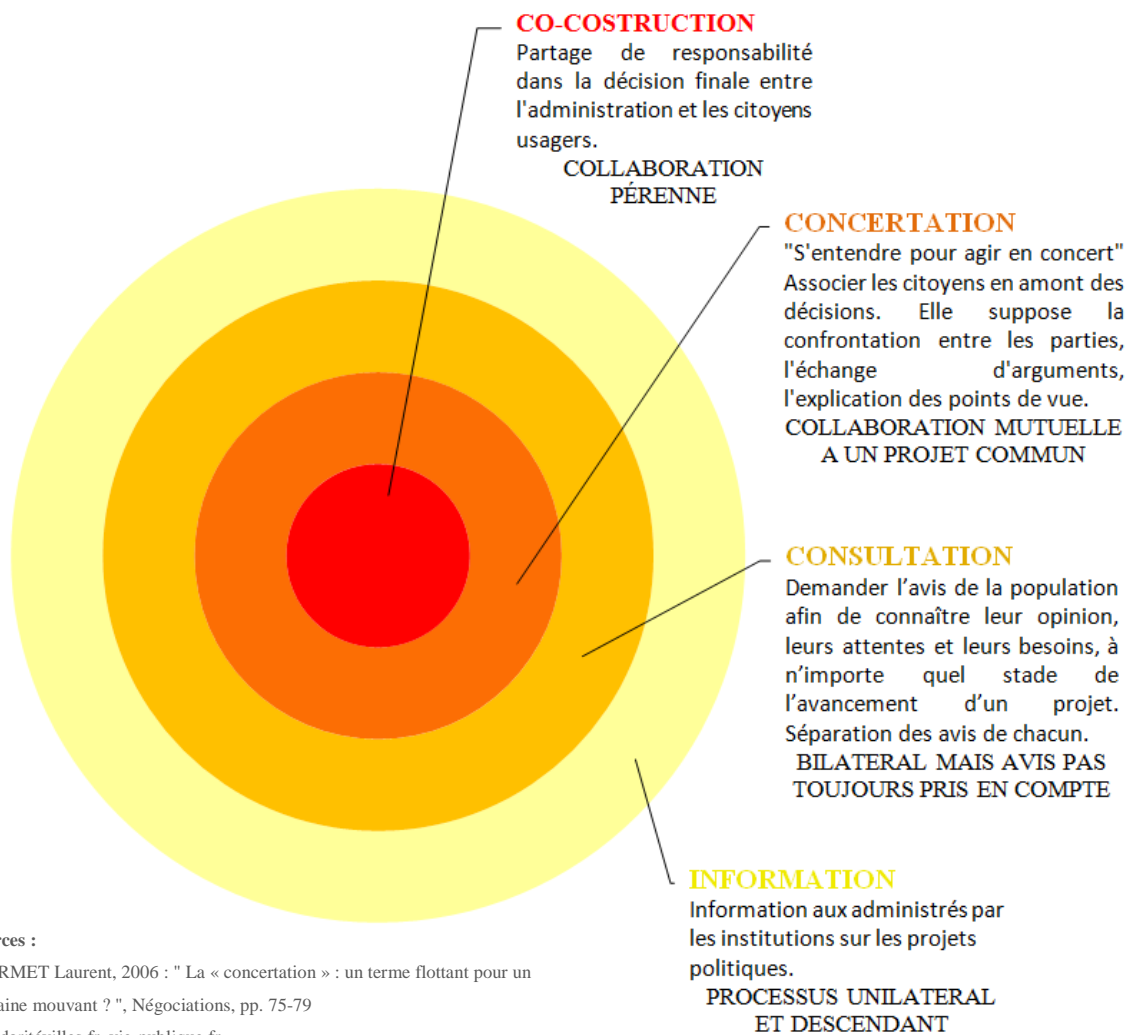 CO-COSTRUCTION
Partage de responsabilité
dans la décision finale entre
l'administration et les citoyens
usagers.
COLLABORATION
PÉRENNE
CONCERTATION
"S'entendre pour agir en concert"
Associer les citoyens en amont des
décisions. Elle suppose la
confrontation entre les parties,
l'échange d'arguments,
l'explication des points de vue.
COLLABORATION MUTUELLE
A UN PROJET COMMUN
CONSULTATION
Demander l’avis de la population
afin de connaître leur opinion,
leurs attentes et leurs besoins, à
n’importe quel stade de
l’avancement d’un projet.
Séparation des avis de chacun.
BILATERAL MAIS AVIS PAS
TOUJOURS PRIS EN COMPTE
INFORMATION
Information aux administrés par
les institutions sur les projets
politiques.
PROCESSUS UNILATERAL
ET DESCENDANT
rces :
RMET Laurent, 2006 : " La « concertation » : un terme flottant pour un
aine mouvant ? ", Négociations, pp. 75-79